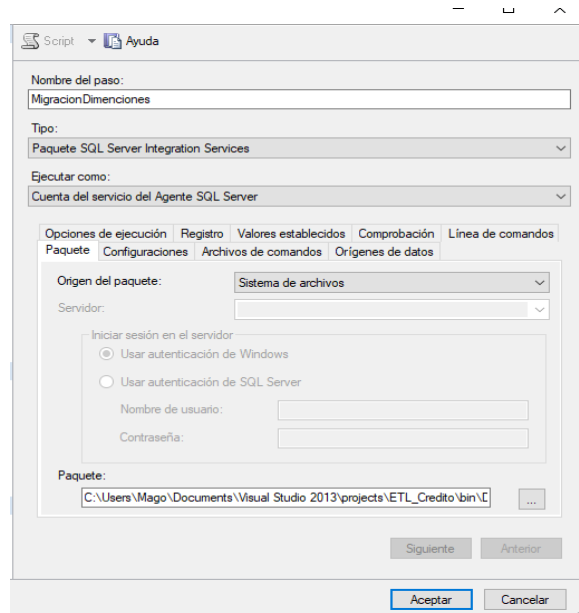 Script Ayuda
Nombre del paso:
MigracionDimenciones
Tipo:
Paquete SQL Server Integration Services
Ejecutar como:
Cuenta del servicio del Agente SQL Server
Opciones de ejecución Registro Valores establecidos Comprobación Línea de comandos
Paquete Configuraciones Archivos de comandos Orígenes de datos
Origen del paquete: Sistema de archivos
Servidor:
Iniciar sesión en el servidor
Usar autenticación de Windows
Usar autenticación de SQL Server
Nombre de usuario:
Contraseña:
Paquete:
C:\Users\Mago\Documents\Visual Studio 2013\projects\ETL_Credito\bin\D ...
Siguiente Anterior
Aceptar Cancelar